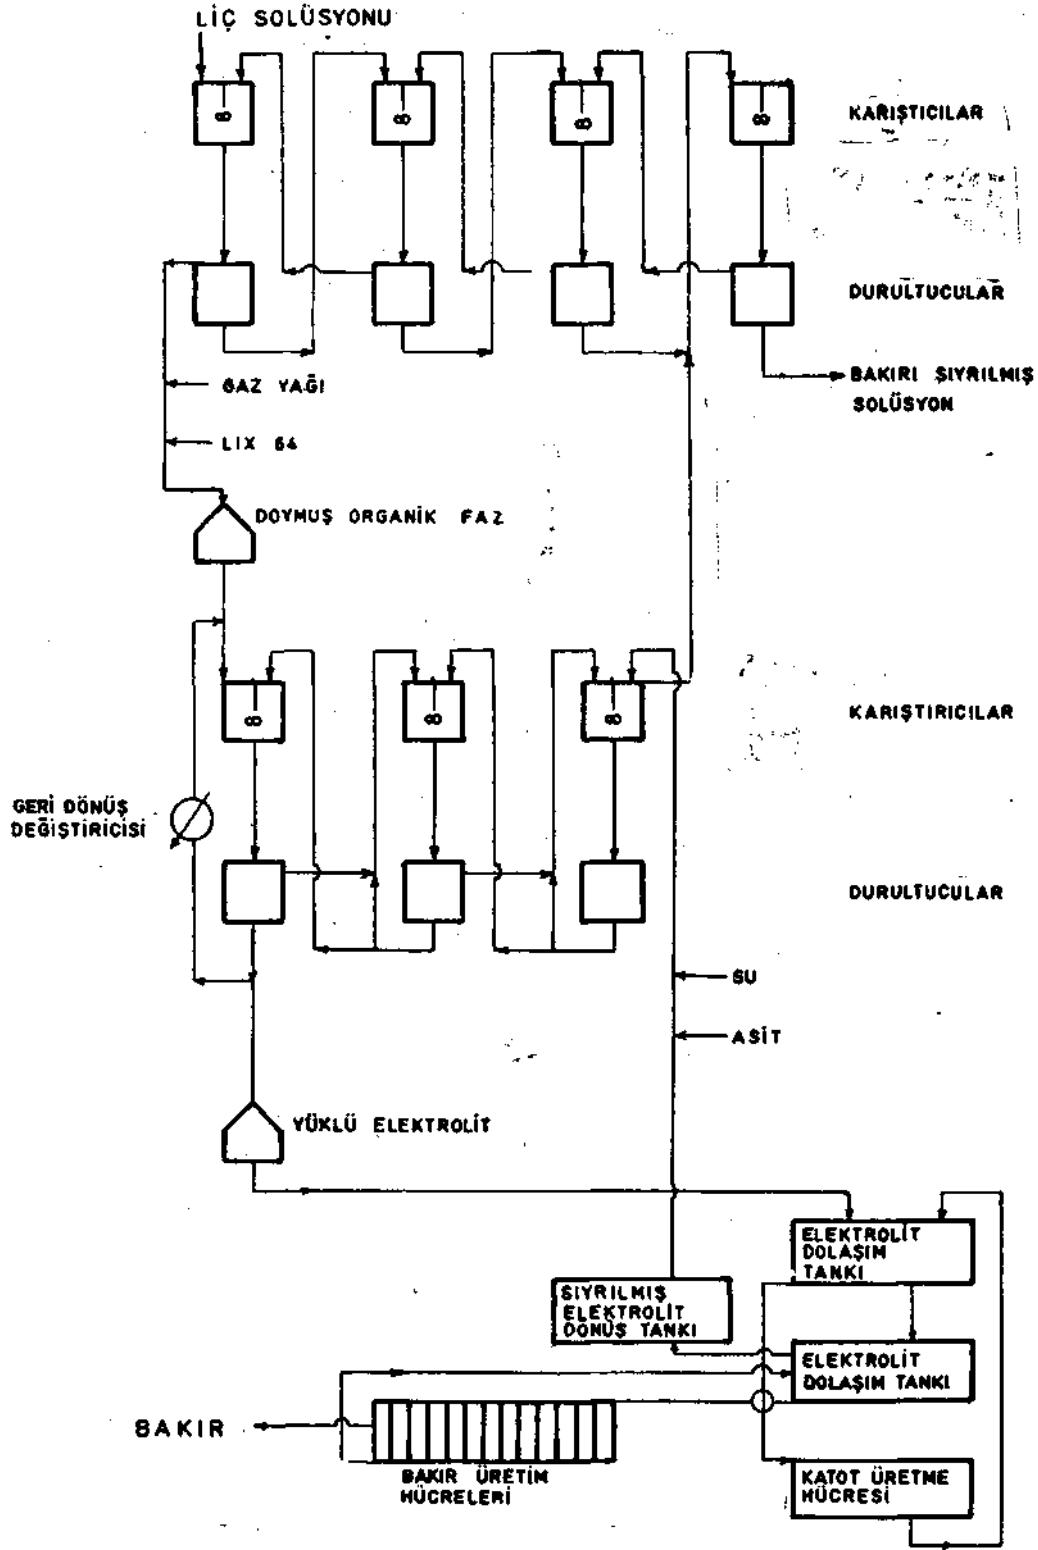 LİÇ SOLÜSYONU
KARIŞTICILAR
DURULTUCULAR
BAKIRI SIYRILMIŞ
SOLÜSYON
GAZ YAĞI
LIX 64
DOYMUŞ ORGANİK FAZ
KARIŞTIRICILAR
GERİ DÖNÜŞ
DEĞİŞTİRİCİSİ
DURULTUCULAR
SU
ASİT
YÜKLÜ ELEKTROLİT
ELEKTROLİT
DOLAŞIM
TANKI
SIYRILMIŞ
ELEKTROLİT
DÖNÜŞ TANKI
ELEKTROLİT
DOLAŞIM TANKI
BAKIR
BAKIR ÜRETİM
HÜCRELERİ
KATOT ÜRETME
HÜCRESİ